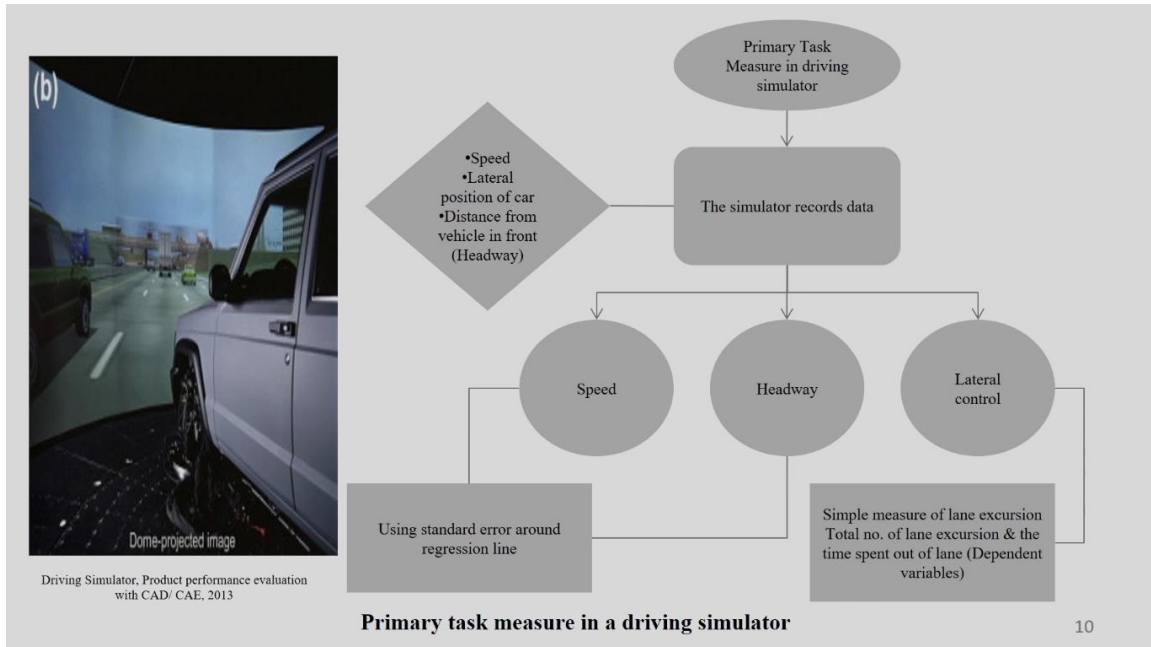 (b)
Dome-projected image
Driving Simulator, Product performance evaluation
with CAD/ CAE, 2013
Primary Task
Measure in driving
simulator
•Speed
•Lateral
position of car
•Distance from
vehicle in front
(Headway)
The simulator records data
Speed
Headway
Lateral
control
Using standard error around
regression line
Simple measure of lane excursion
Total no. of lane excursion & the
time spent out of lane (Dependent
variables)
Primary task measure in a driving simulator
10